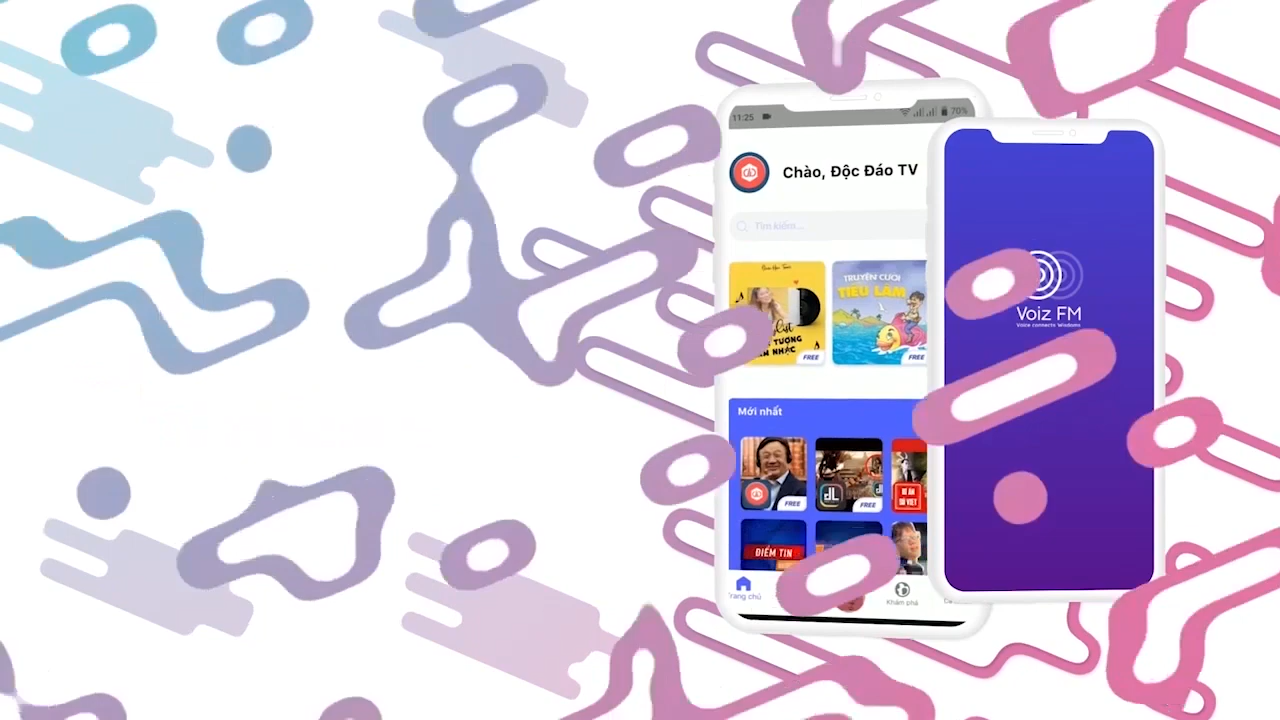 11:25
70%
Chào, Độc Đáo TV
Tìm kiếm...
TRUYỆN CƯỜI
TIẾU LÂM
FREE
FREE
Voiz FM
Voice connects Wisdoms
Mới nhất
dL
FREE
FREE
ĐIỂM TIN
Trang chủ
Khám phá